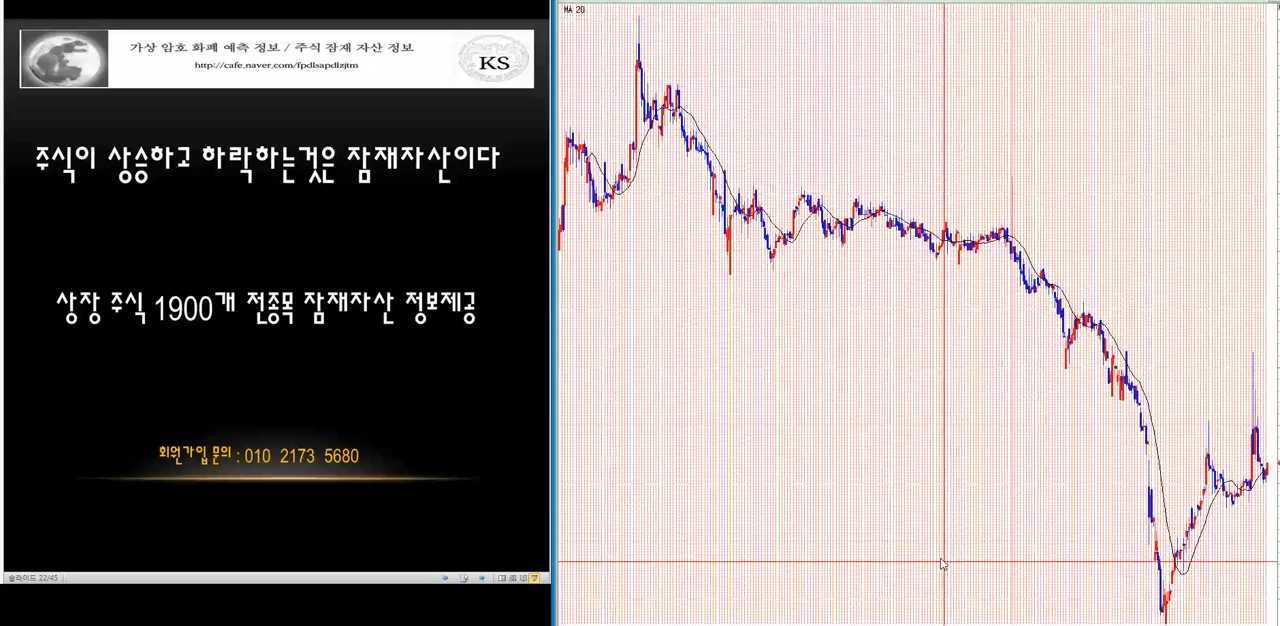 가상 암호 화폐 예측 정보 / 주식 잠재 자산 정보
http://cafe.naver.com/fpdlsapdlzjtm
KS
주식이 상승하고 하락하는것은 잠재자산이다
상장 주식 1900개 전종목 잠재자산 정보제공
회원가입 문의 : 010 2173 5680
슬라이드 22/45
MA 20